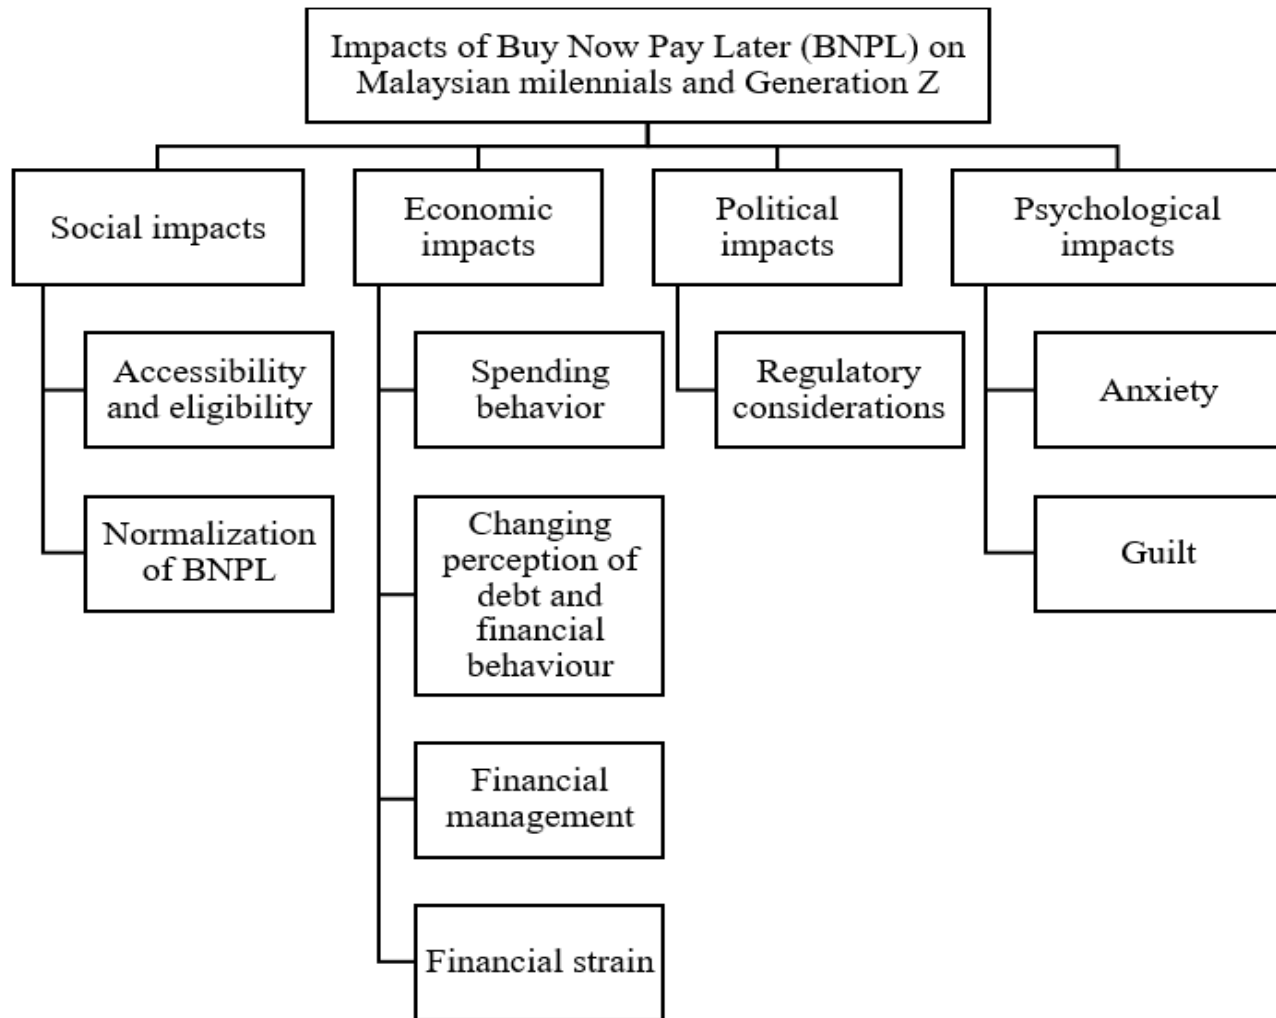 Impacts of Buy Now Pay Later (BNPL) on
Malaysian milennials and Generation Z
Social impacts
Accessibility
and eligibility
Normalization
of BNPL
Economic
impacts
Spending
behavior
Changing
perception of
debt and
financial
behaviour
Financial
management
Financial strain
Political
impacts
Regulatory
considerations
Psychological
impacts
Anxiety
Guilt